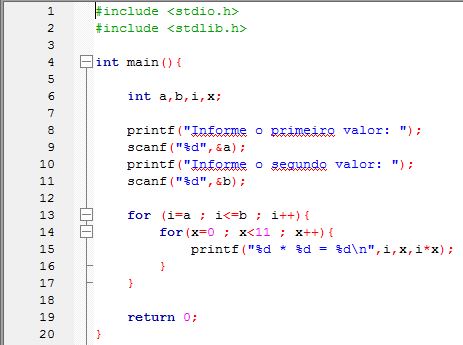 1 #include <stdio.h>
2 #include <stdlib.h>
3
4 int main(){
5
6 int a,b,i,x;
7
8 printf("Informe o primeiro valor: ");
9 scanf("%d",&a);
10 printf("Informe o segundo valor: ");
11 scanf("%d",&b);
12
13 for (i=a ; i<=b ; i++){
14 for(x=0 ; x<11 ; x++){
15 printf("%d * %d = %d\n",i,x,i*x);
16 }
17 }
18
19 return 0;
20 }